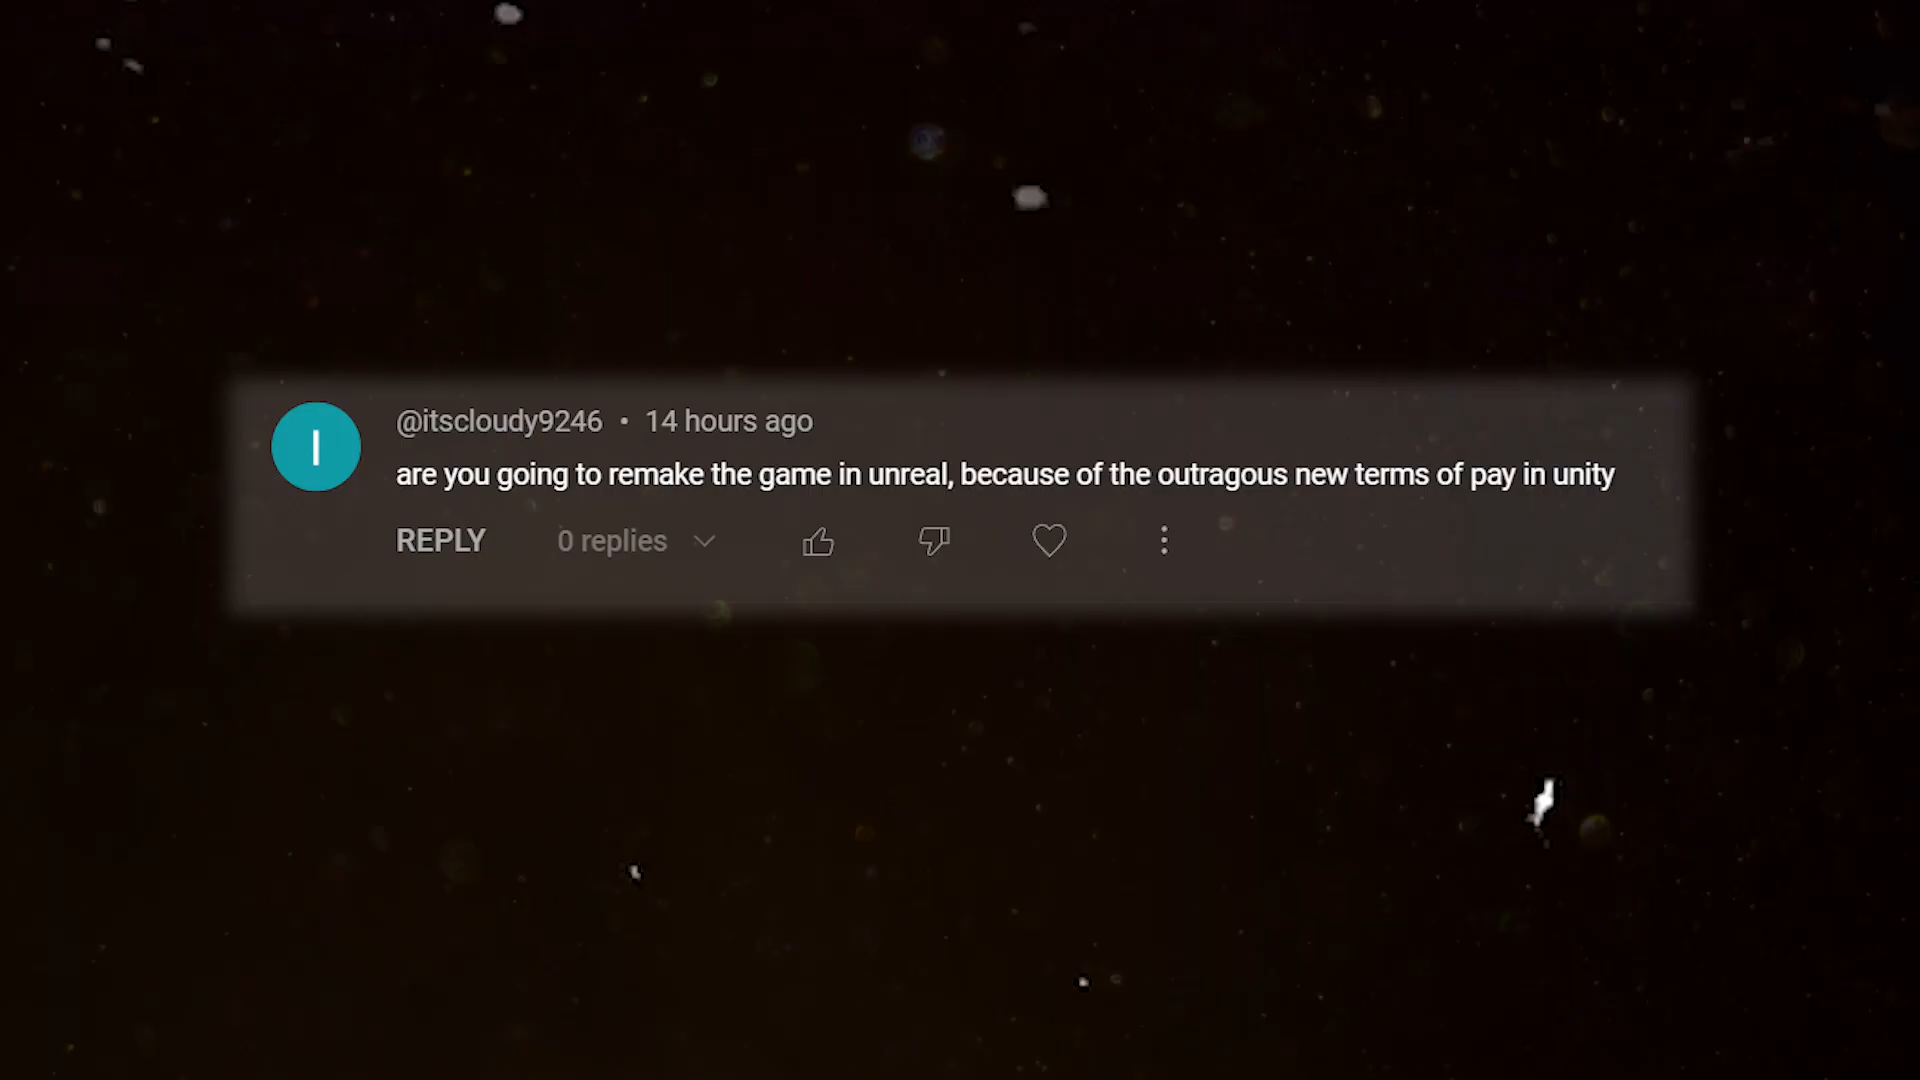 I
@itscloudy9246 • 14 hours ago
are you going to remake the game in unreal, because of the outragous new terms of pay in unity
REPLY 0 replies